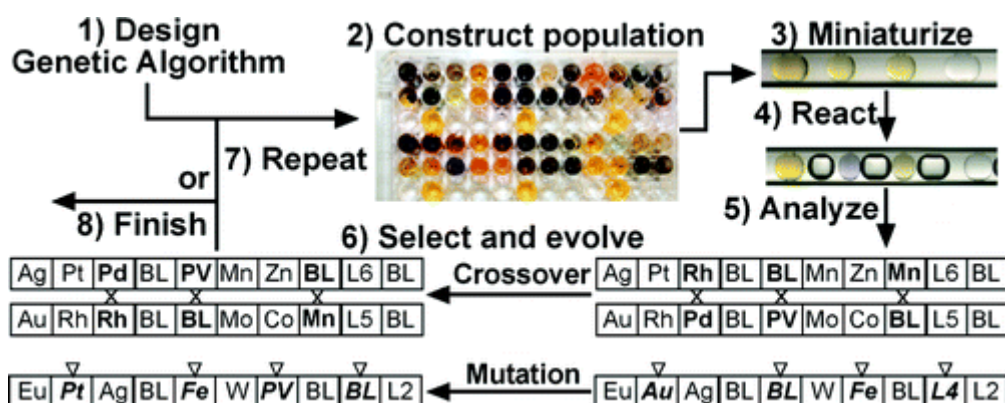 1) Design
Genetic Algorithm
2) Construct population
3) Miniaturize
4) React
5) Analyze
7) Repeat
or
8) Finish
6) Select and evolve
Ag Pt Pd BL PV Mn Zn BL L6 BL
Crossover
Ag Pt Rh BL BL Mn Zn Mn L6 BL
Au Rh Rh BL BL Mo Co Mn L5 BL
Au Rh Pd BL PV Mo Co BL L5 BL
Eu Pt Ag BL Fe W PV BL BL L2
Mutation
Eu Au Ag BL BL W Fe BL L4 L2